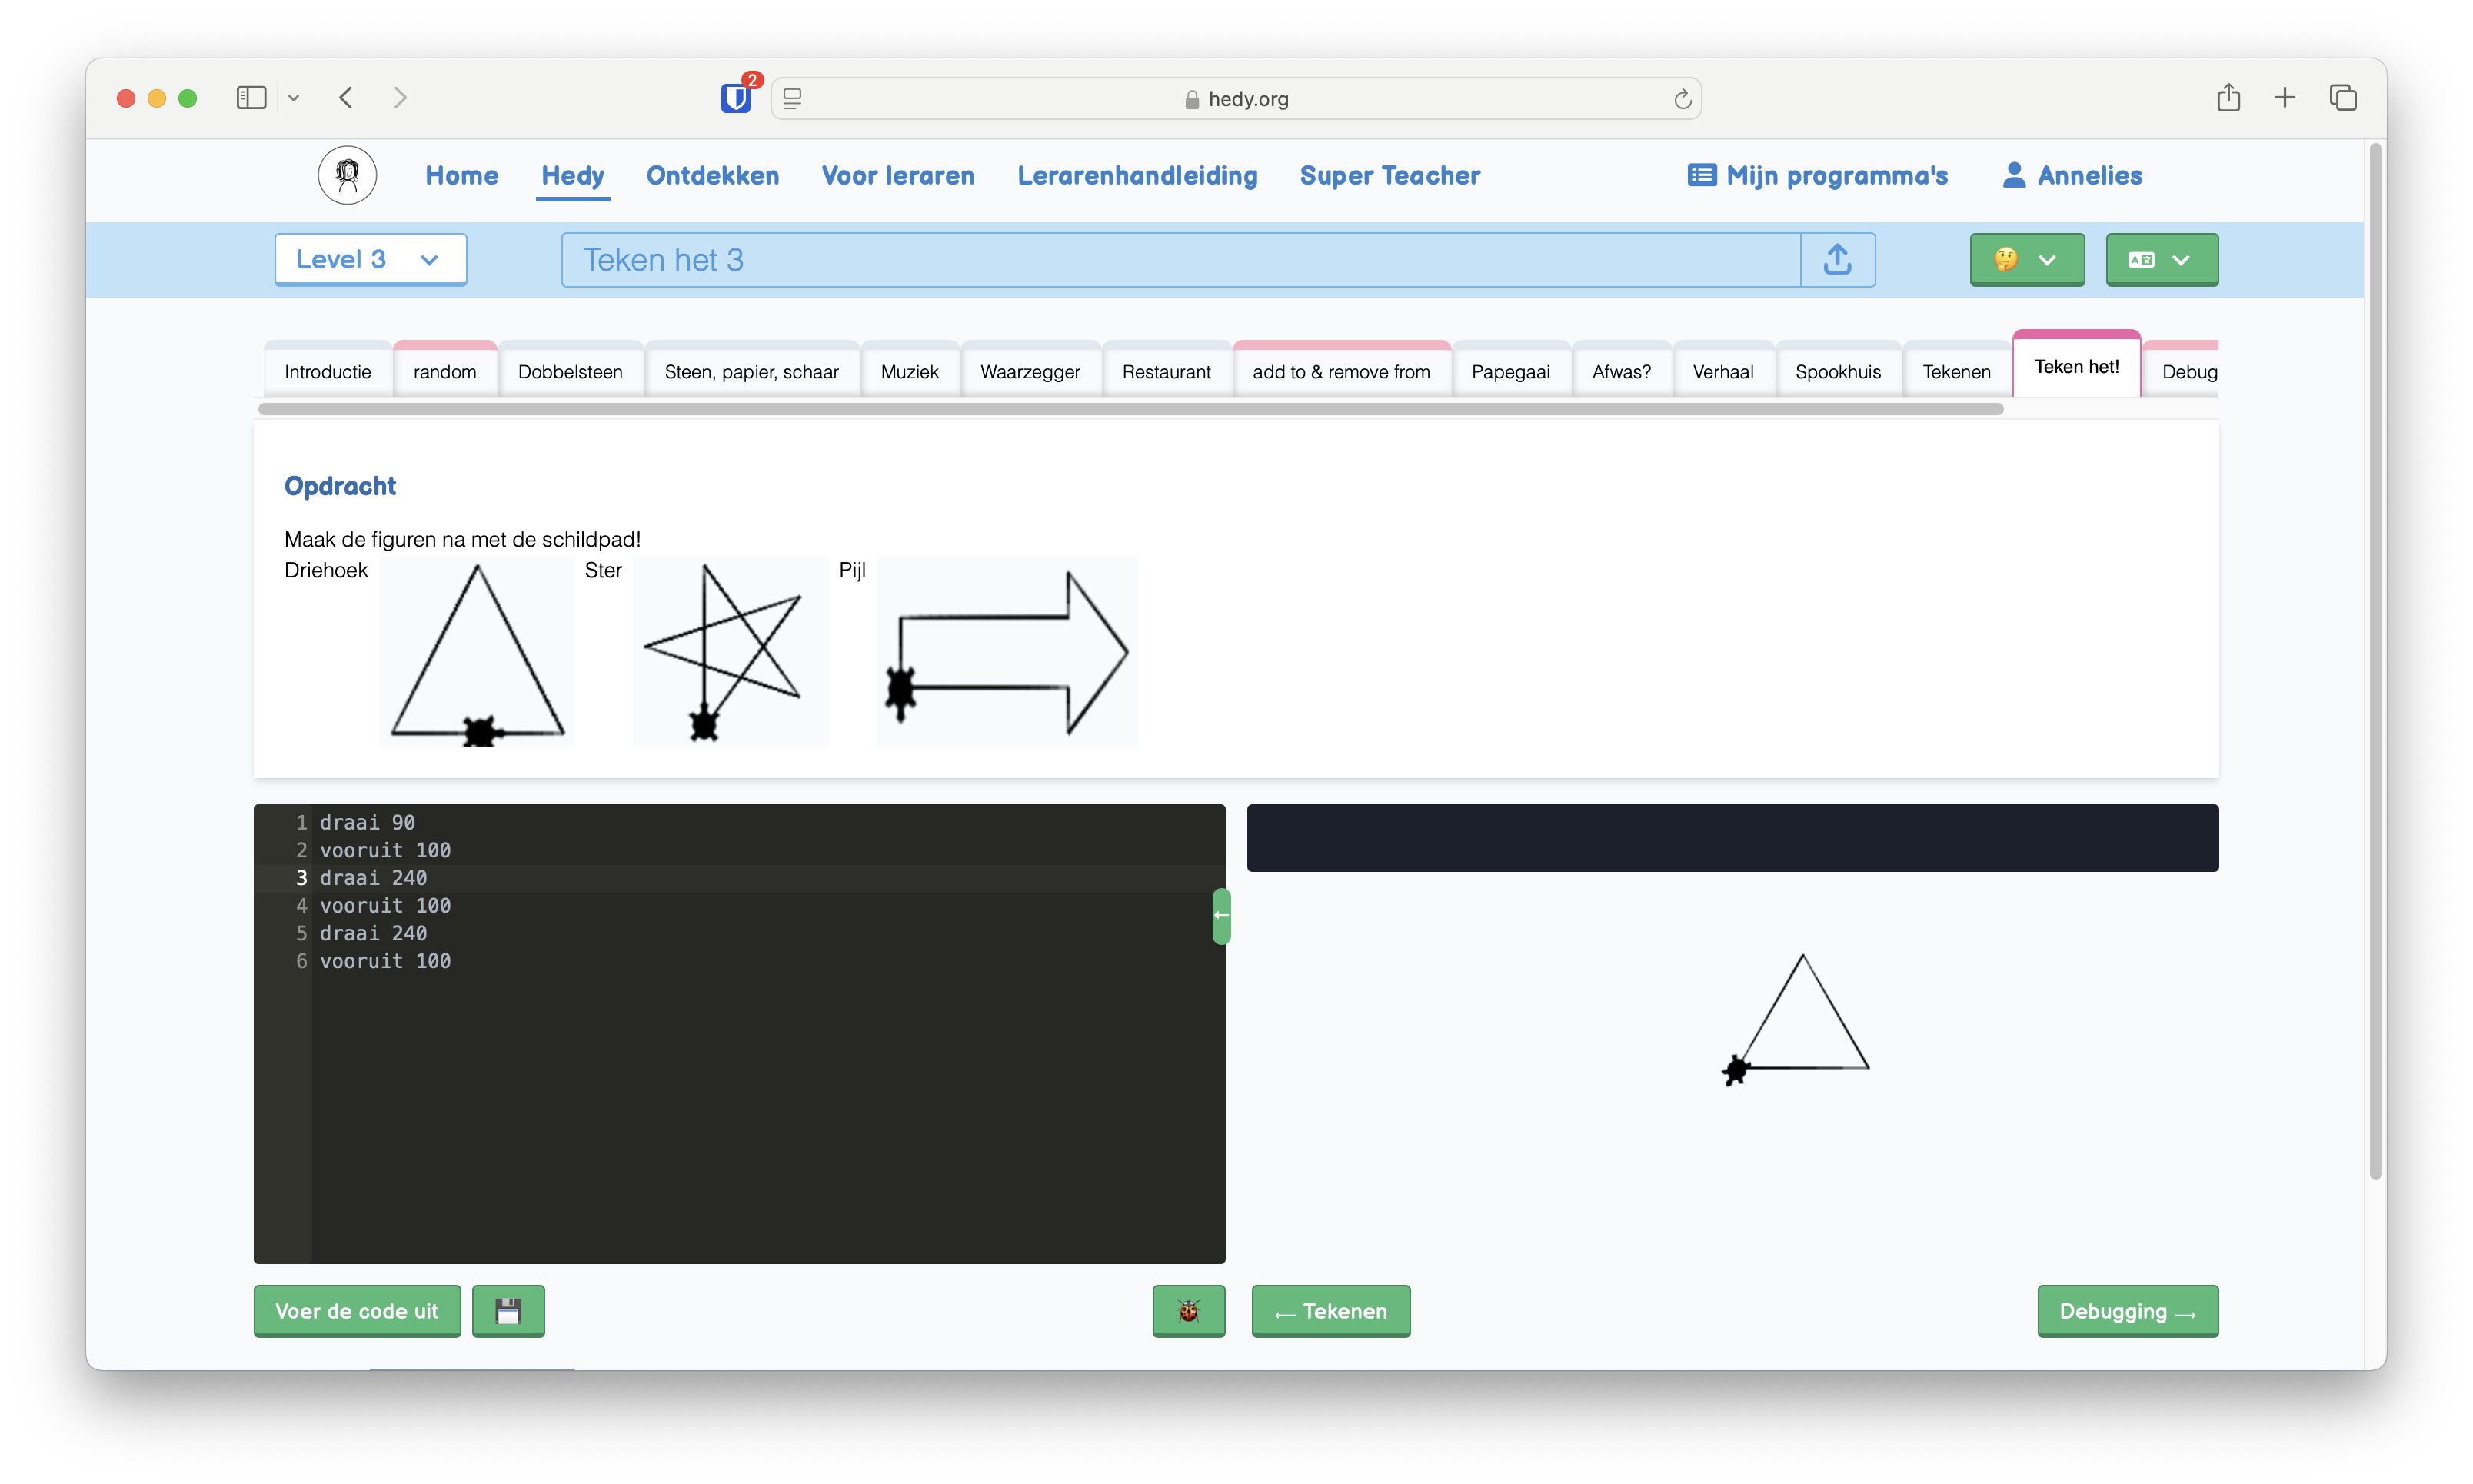 2
hedy.org
Home Hedy Ontdekken Voor leraren Lerarenhandleiding Super Teacher Mijn programma's Annelies
Level 3 Teken het 3
Introductie random Dobbelsteen Steen, papier, schaar Muziek Waarzegger Restaurant add to & remove from Papegaai Afwas? Verhaal Spookhuis Tekenen Teken het! Debug
Opdracht
Maak de figuren na met de schildpad!
Driehoek Ster Pijl
1 draai 90
2 vooruit 100
3 draai 240
4 vooruit 100
5 draai 240
6 vooruit 100
Voer de code uit ← Tekenen Debugging →